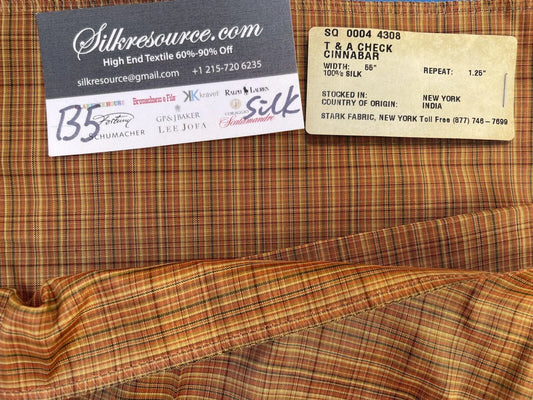 Silkresource.com
High End Textile 60%-90% Off
silkresource@gmail.com +1 215-720 6235
Brunschwig & Fils kravet RALPH LAUREN
B5 Fortuny GP&J BAKER Silk
SCHUMACHER LEE JOFA Scalamandre
SQ 0004 4308
T & A CHECK
CINNABAR
WIDTH: 55" REPEAT: 1.25"
100% SILK
STOCKED IN: NEW YORK
COUNTRY OF ORIGIN: INDIA
STARK FABRIC, NEW YORK Toll Free (877) 746-7699